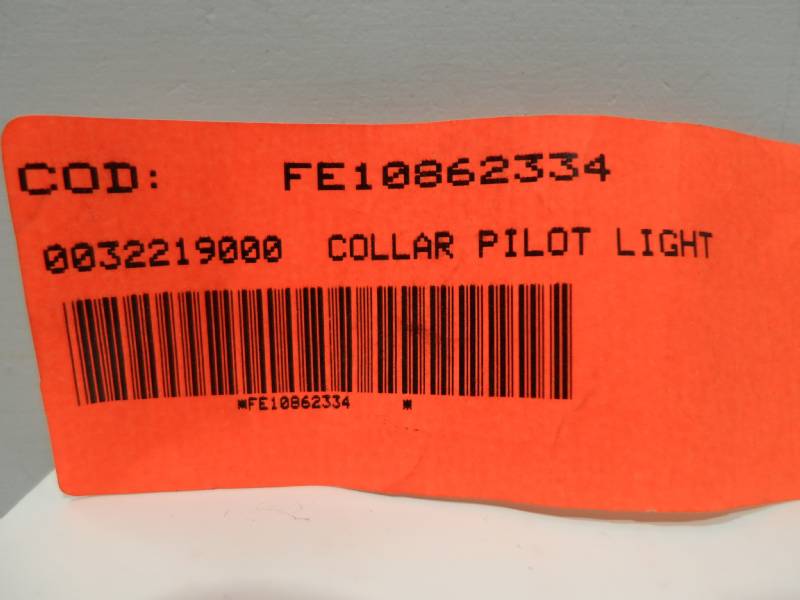 COD: FE10862334
0032219000 COLLAR PILOT LIGHT
*FE10862334 *